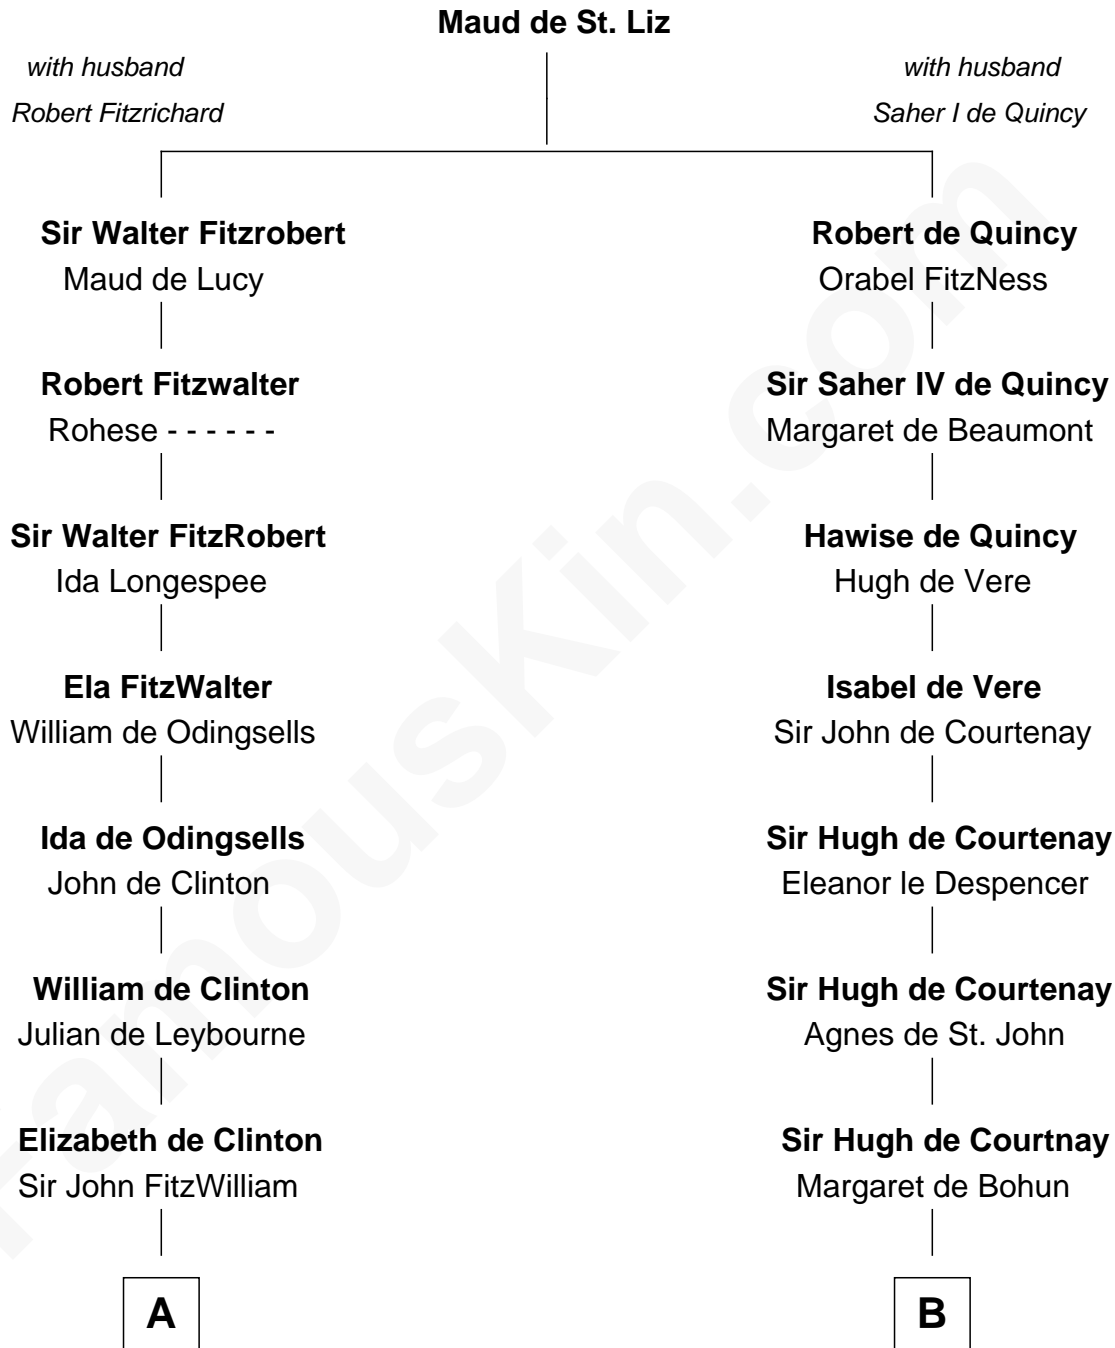 Maud de St. Liz
with husband
Robert Fitzrichard
with husband
Saher I de Quincy
Sir Walter Fitzrobert
Maud de Lucy
Robert de Quincy
Orabel FitzNess
Robert Fitzwalter
Rohese - - - - - -
Sir Saher IV de Quincy
Margaret de Beaumont
Sir Walter FitzRobert
Ida Longespee
Hawise de Quincy
Hugh de Vere
Ela FitzWalter
William de Odingsells
Isabel de Vere
Sir John de Courtenay
Ida de Odingsells
John de Clinton
Sir Hugh de Courtenay
Eleanor le Despencer
William de Clinton
Julian de Leybourne
Sir Hugh de Courtenay
Agnes de St. John
Elizabeth de Clinton
Sir John FitzWilliam
Sir Hugh de Courtnay
Margaret de Bohun
A
B
FamousKin.com